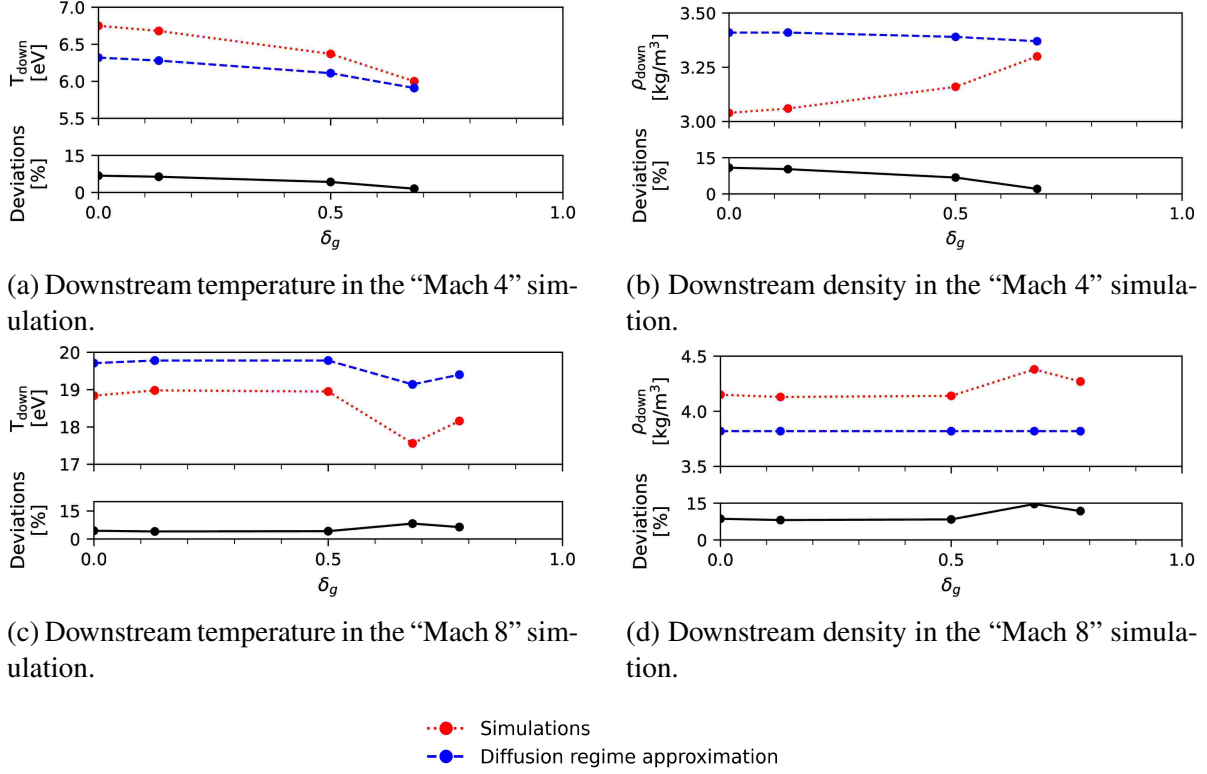 7.0
6.5
6.0
5.5
T_down
[eV]
15
0
Deviations
[%]
0.0 0.5 1.0
δ_g
(a) Downstream temperature in the “Mach 4” sim-
ulation.
3.50
3.25
3.00
ρ_down
[kg/m³]
15
0
Deviations
[%]
0.0 0.5 1.0
δ_g
(b) Downstream density in the “Mach 4” simula-
tion.
20
19
18
17
T_down
[eV]
15
0
Deviations
[%]
0.0 0.5 1.0
δ_g
(c) Downstream temperature in the “Mach 8” sim-
ulation.
4.5
4.0
3.5
ρ_down
[kg/m³]
15
0
Deviations
[%]
0.0 0.5 1.0
δ_g
(d) Downstream density in the “Mach 8” simula-
tion.
Simulations
Diffusion regime approximation